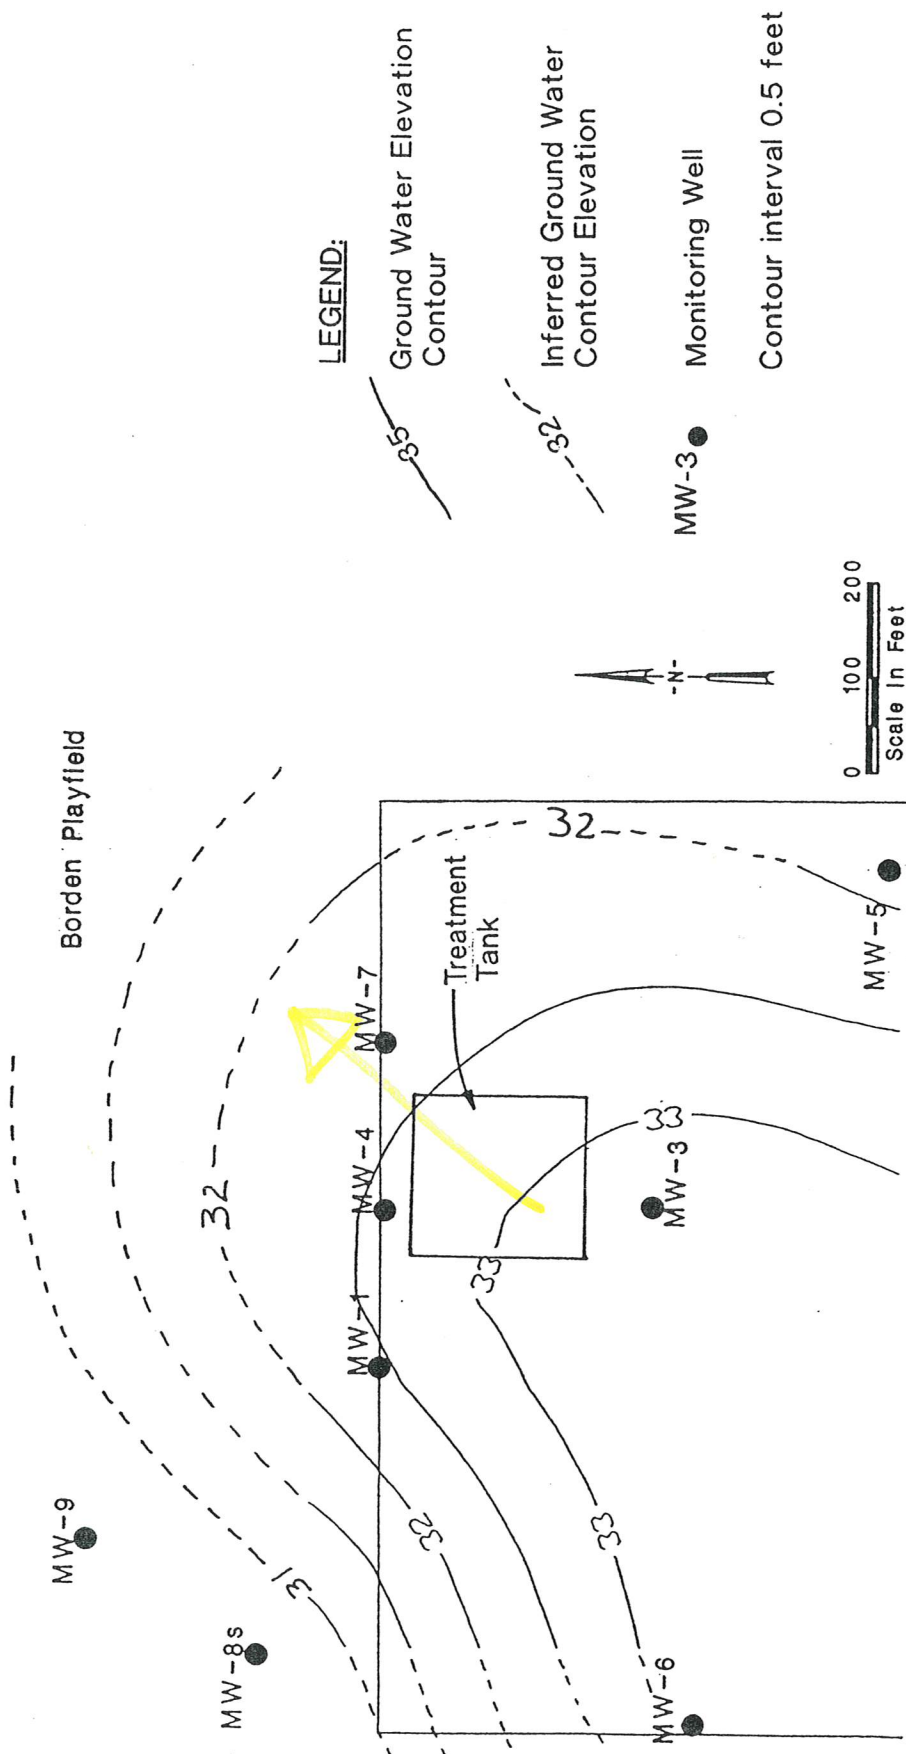 Borden Playfield
MW-9
MW-8s
31
32
32
MW-1
MW-4
MW-7
33
Treatment
Tank
32
33
33
MW-3
MW-6
MW-5
-N-
0 100 200
Scale In Feet
LEGEND:
35
Ground Water Elevation
Contour
32
Inferred Ground Water
Contour Elevation
MW-3
Monitoring Well
Contour interval 0.5 feet